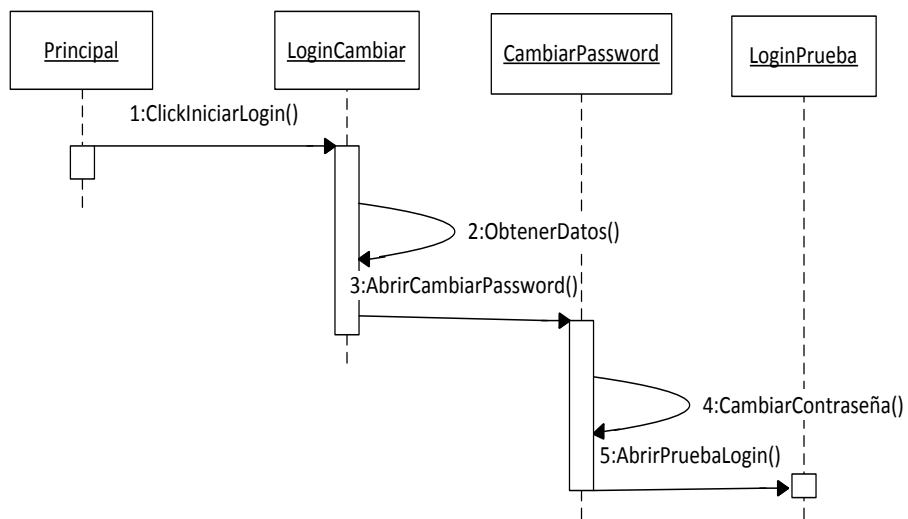 Principal
LoginCambiar
CambiarPassword
LoginPrueba
1:ClickIniciarLogin()
2:ObtenerDatos()
3:AbrirCambiarPassword()
4:CambiarContraseña()
5:AbrirPruebaLogin()